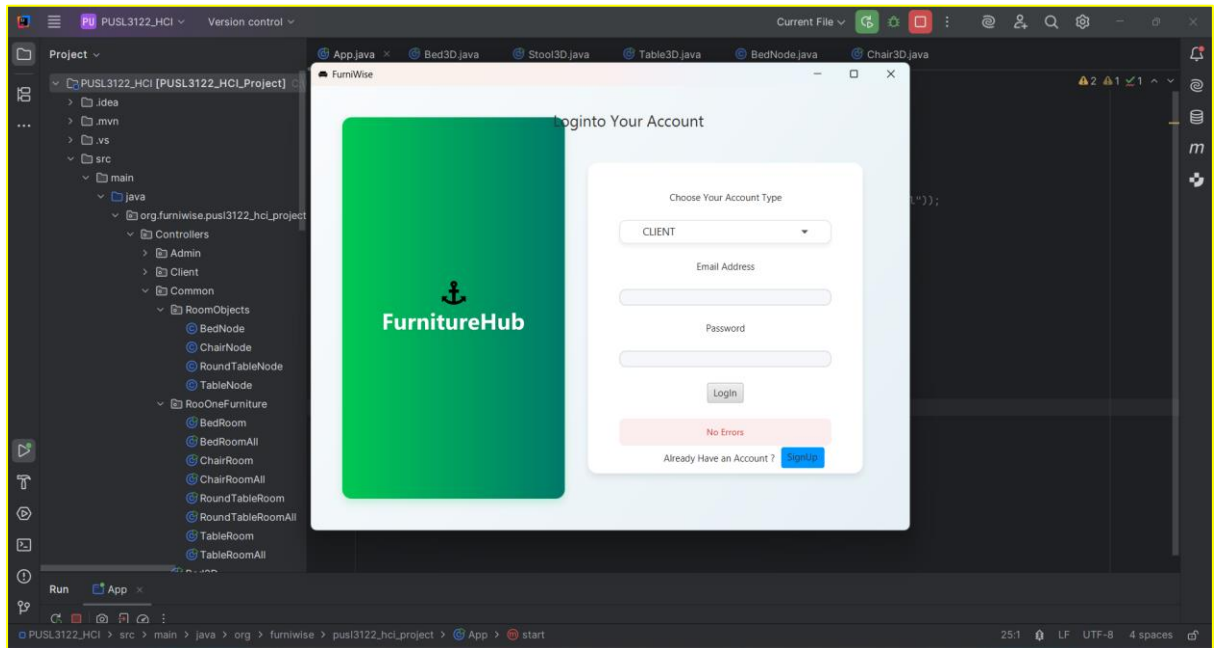 PU PUSL3122_HCI Version control Current File
Project
App.java Bed3D.java Stool3D.java Table3D.java BedNode.java Chair3D.java
PUSL3122_HCI [PUSL3122_HCI_Project]
.idea
.mvn
.vs
src
main
java
org.furniwise.pusl3122_hci_project
Controllers
Admin
Client
Common
RoomObjects
BedNode
ChairNode
RoundTableNode
TableNode
RooOneFurniture
BedRoom
BedRoomAll
ChairRoom
ChairRoomAll
RoundTableRoom
RoundTableRoomAll
TableRoom
TableRoomAll
2 1 1
m
l"));
FurniWise
Loginto Your Account
FurnitureHub
Choose Your Account Type
CLIENT
Email Address
Password
LogIn
No Errors
Already Have an Account ? SignUp
Run App
PUSL3122_HCI > src > main > java > org > furniwise > pusl3122_hci_project > App > start
25:1 LF UTF-8 4 spaces